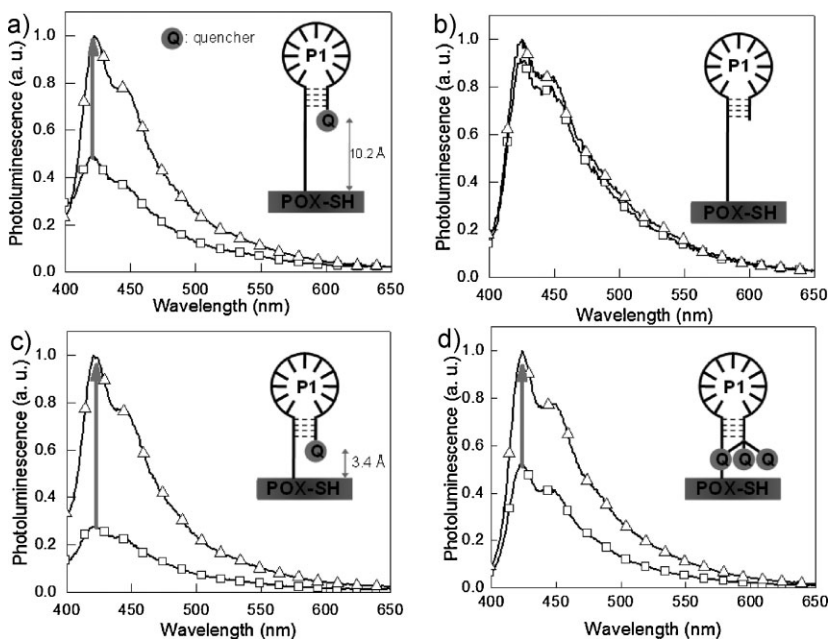 a)
Photoluminescence (a. u.)
1.0
0.8
0.6
0.4
0.2
0.0
400 450 500 550 600 650
Wavelength (nm)
Q : quencher
P1
Q
10.2 Å
POX-SH
b)
Photoluminescence (a. u.)
1.0
0.8
0.6
0.4
0.2
0.0
400 450 500 550 600 650
Wavelength (nm)
P1
POX-SH
c)
Photoluminescence (a. u.)
1.0
0.8
0.6
0.4
0.2
0.0
400 450 500 550 600 650
Wavelength (nm)
P1
Q
3.4 Å
POX-SH
d)
Photoluminescence (a. u.)
1.0
0.8
0.6
0.4
0.2
0.0
400 450 500 550 600 650
Wavelength (nm)
P1
Q Q Q
POX-SH